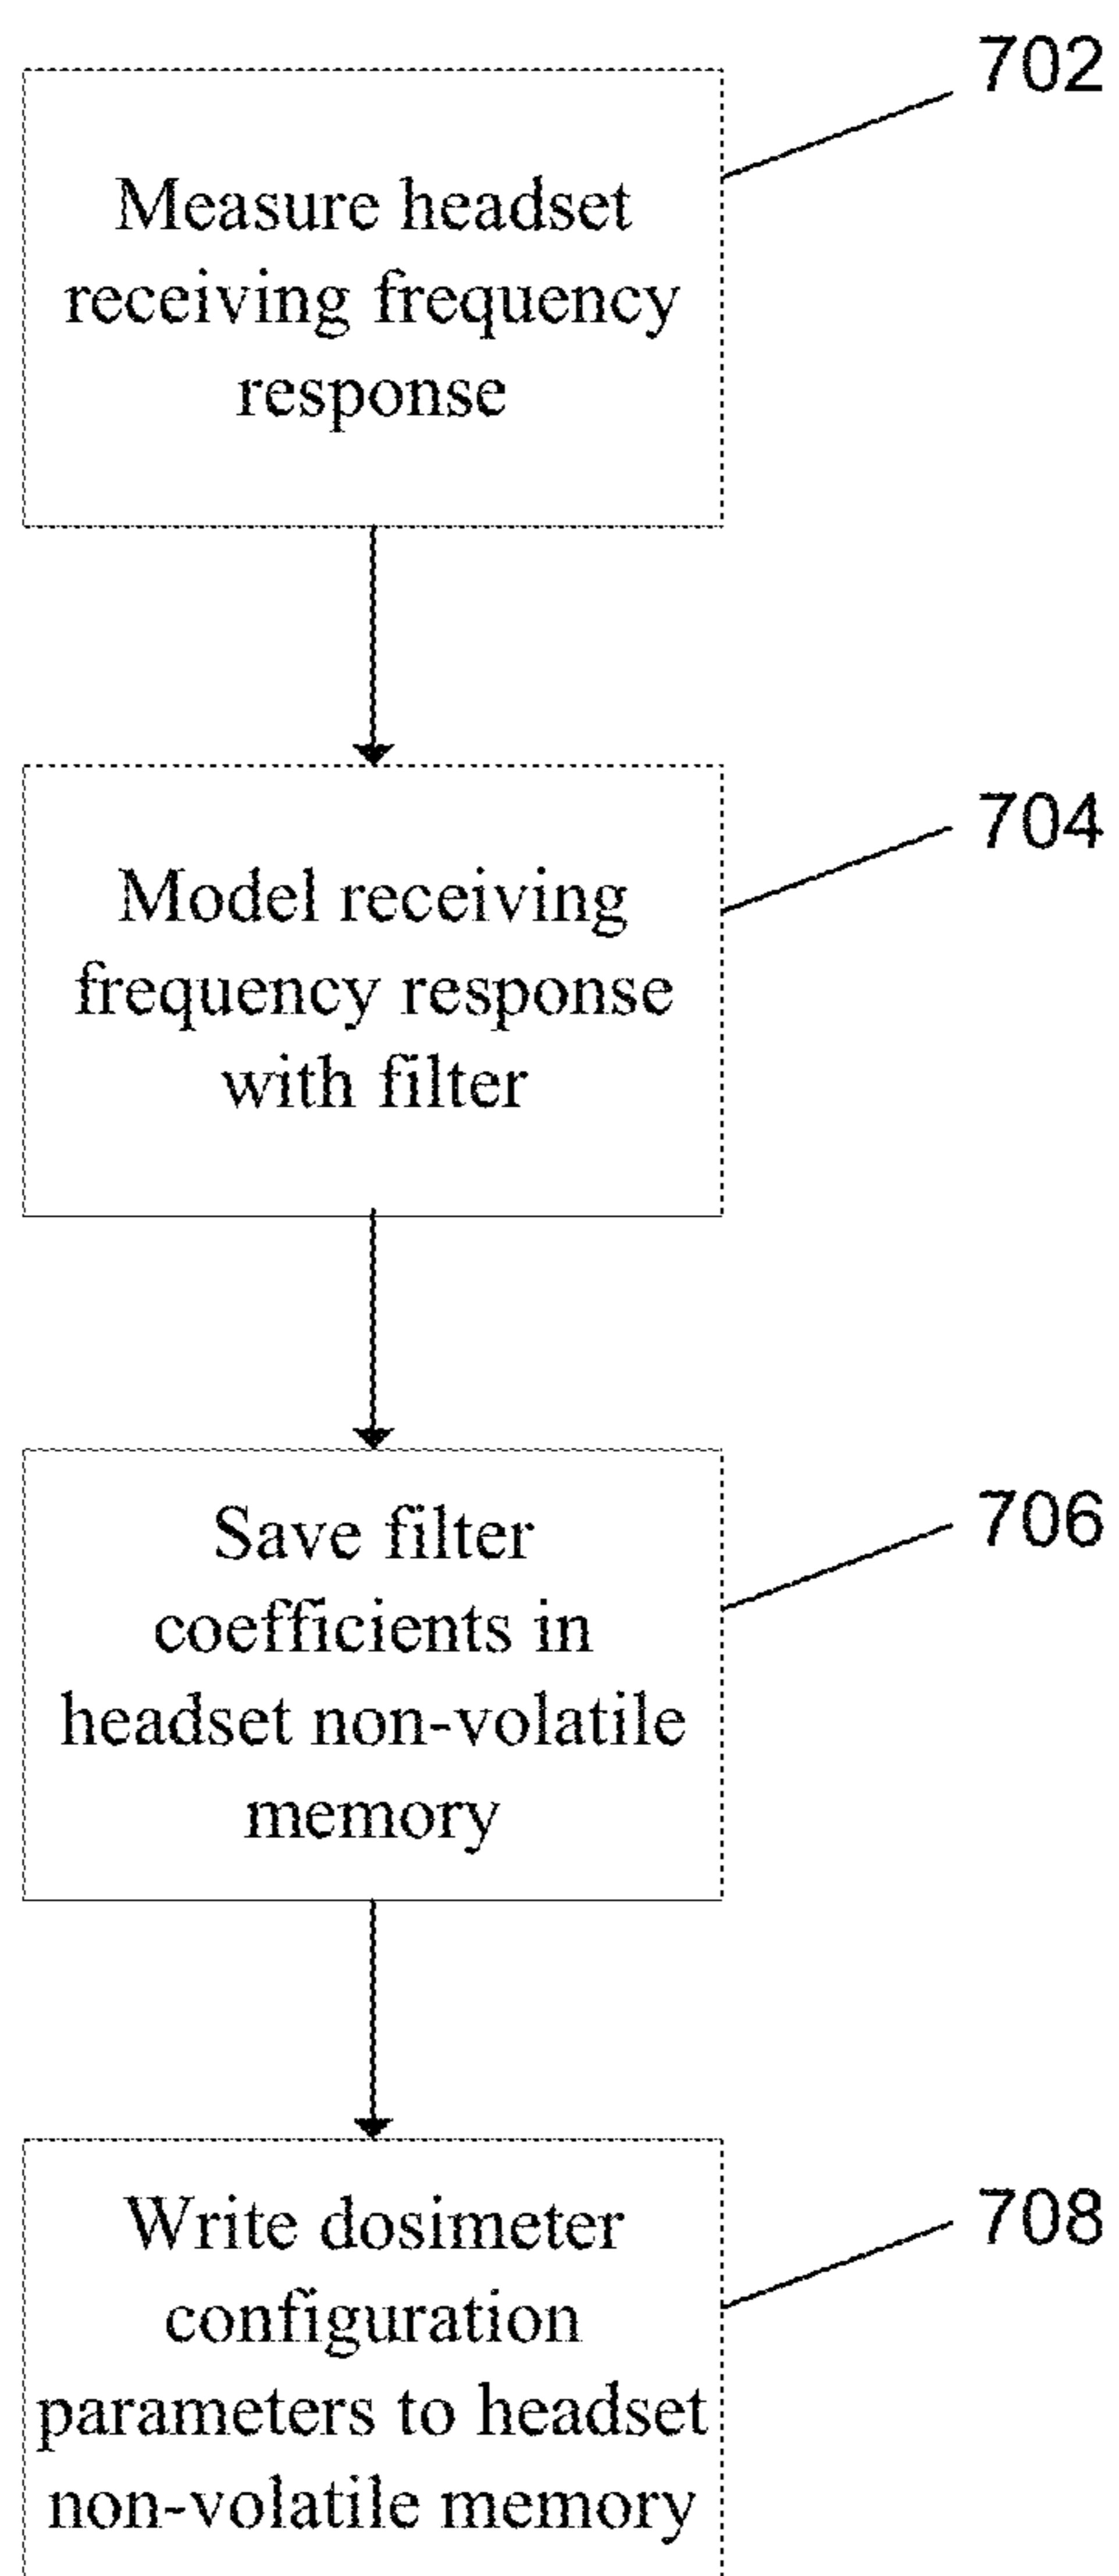 702
Measure headset
receiving frequency
response
704
Model receiving
frequency response
with filter
706
Save filter
coefficients in
headset non-volatile
memory
708
Write dosimeter
configuration
parameters to headset
non-volatile memory